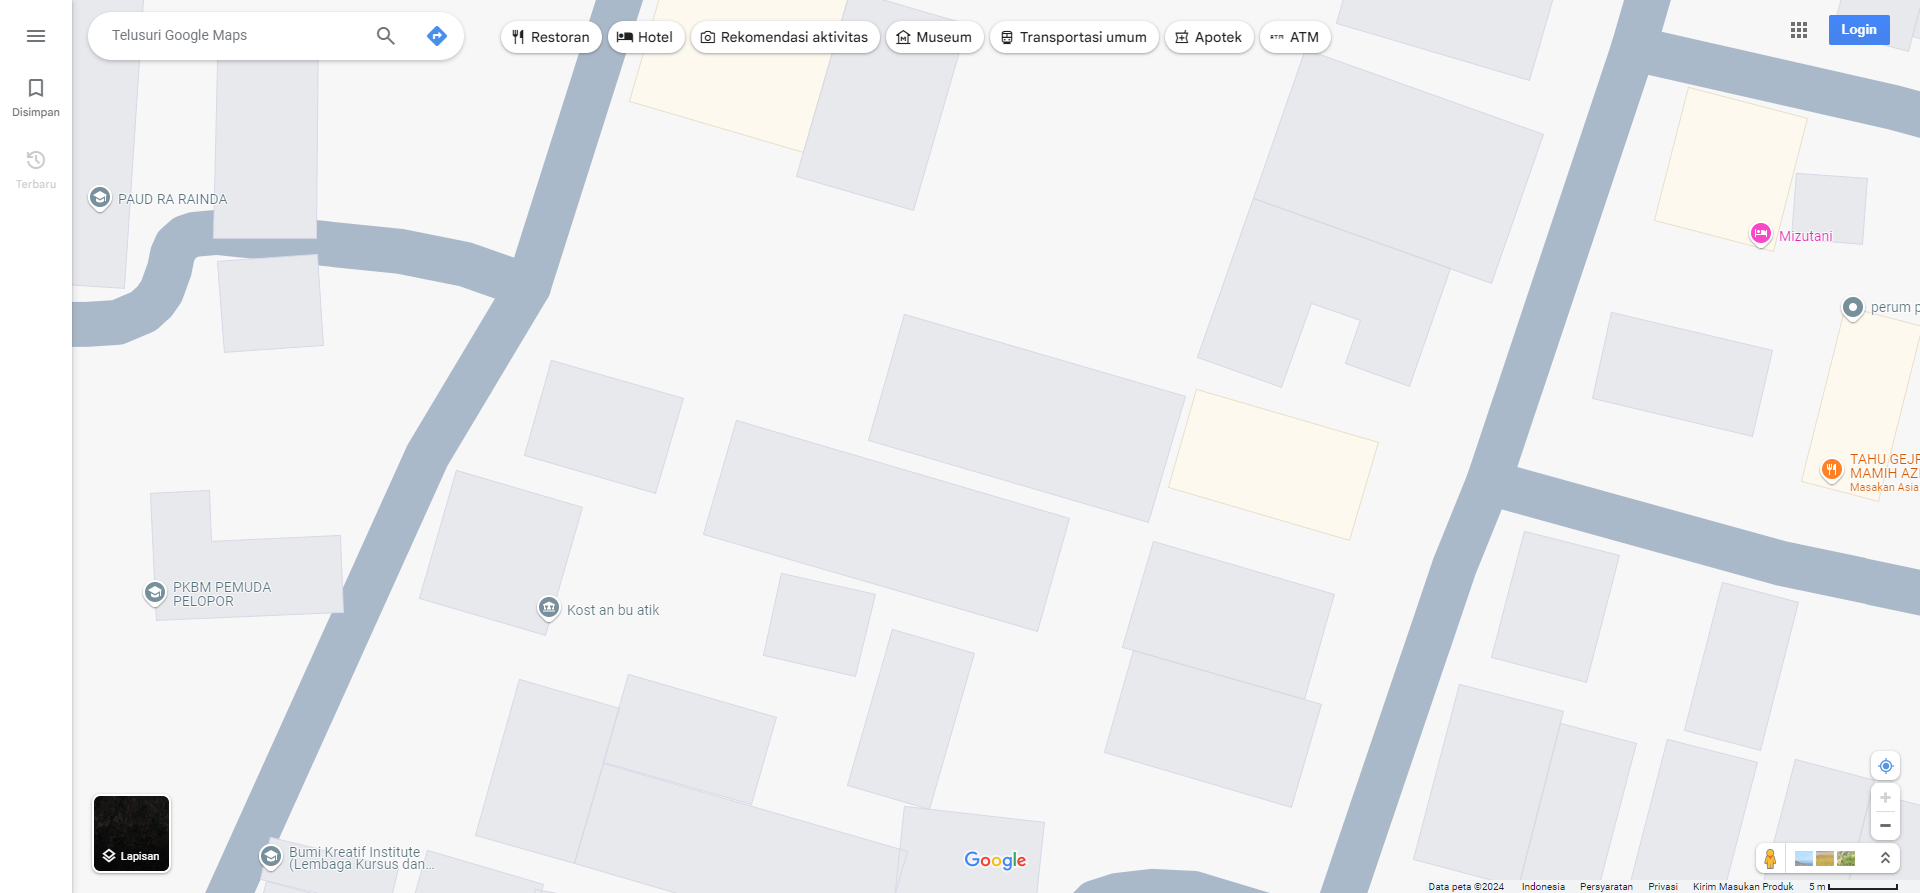 Telusuri Google Maps
Restoran
Hotel
Rekomendasi aktivitas
Museum
Transportasi umum
Apotek
ATM
Login
Disimpan
Terbaru
PAUD RA RAINDA
Mizutani
perum p
TAHU GEJR
MAMIH AZ
Masakan Asia
PKBM PEMUDA
PELOPOR
Kost an bu atik
Bumi Kreatif Institute
(Lembaga Kursus dan...
Lapisan
Google
Data peta ©2024
Indonesia
Persyaratan
Privasi
Kirim Masukan Produk
5 m